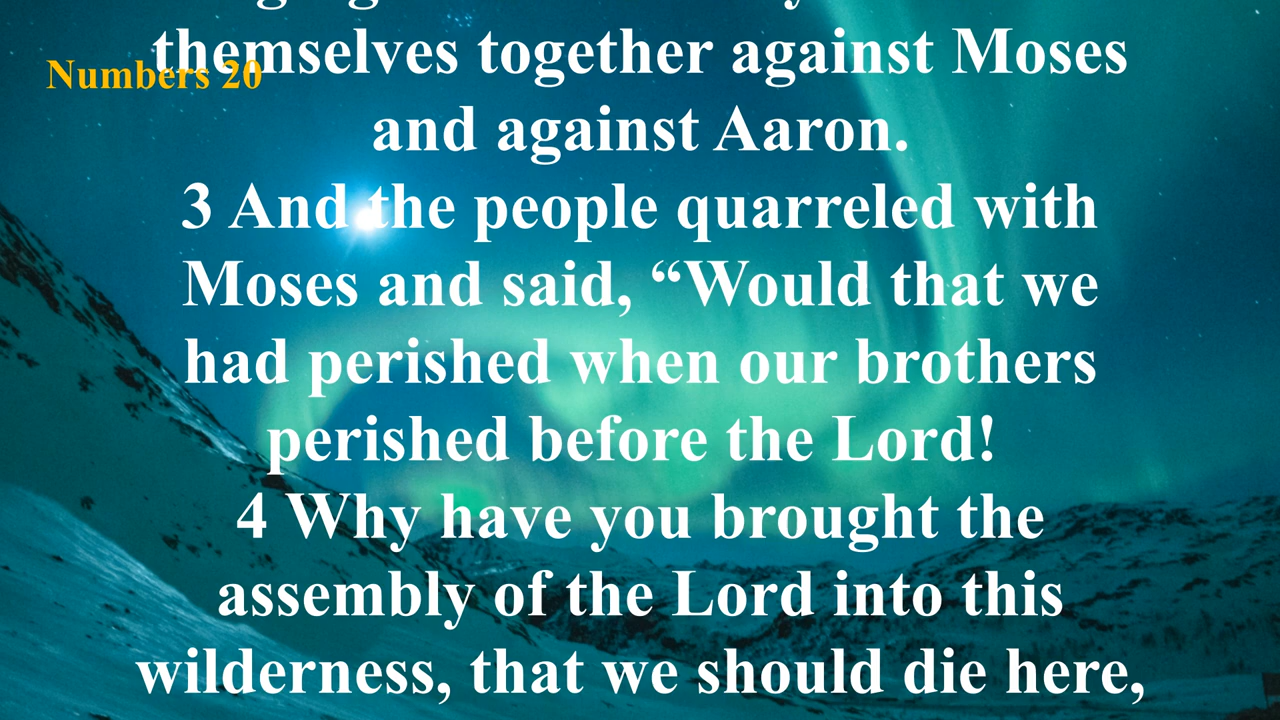 Numbers 20
themselves together against Moses
and against Aaron.
3 And the people quarreled with
Moses and said, “Would that we
had perished when our brothers
perished before the Lord!
4 Why have you brought the
assembly of the Lord into this
wilderness, that we should die here,